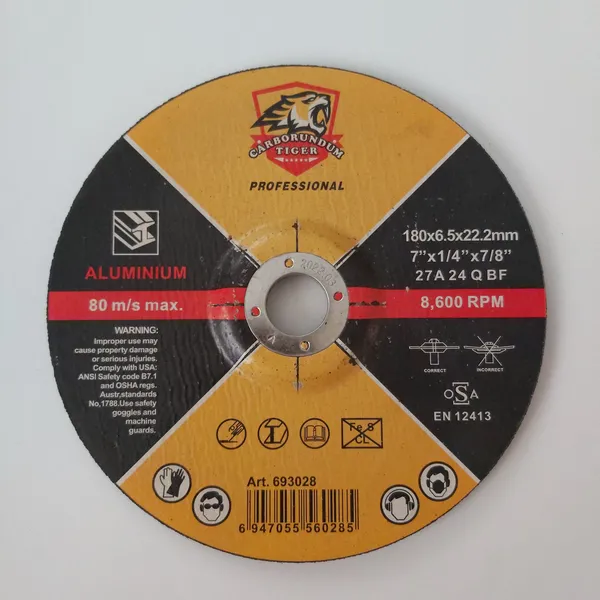 CARBORUNDUM
TIGER
PROFESSIONAL
180x6.5x22.2mm
7"x1/4"x7/8"
27A 24 Q BF
8,600 RPM
ALUMINIUM
80 m/s max.
2022.03
A
WARNING:
Improper use may
cause property damage
or serious injuries.
Comply with USA:
ANSI Safety code B7.1
and OSHA regs.
Austr,standards
No,1788.Use safety
goggles and
machine
guards.
CORRECT
INCORRECT
oSA
EN 12413
Fe S
CL
Art. 693028
6 947055 560285